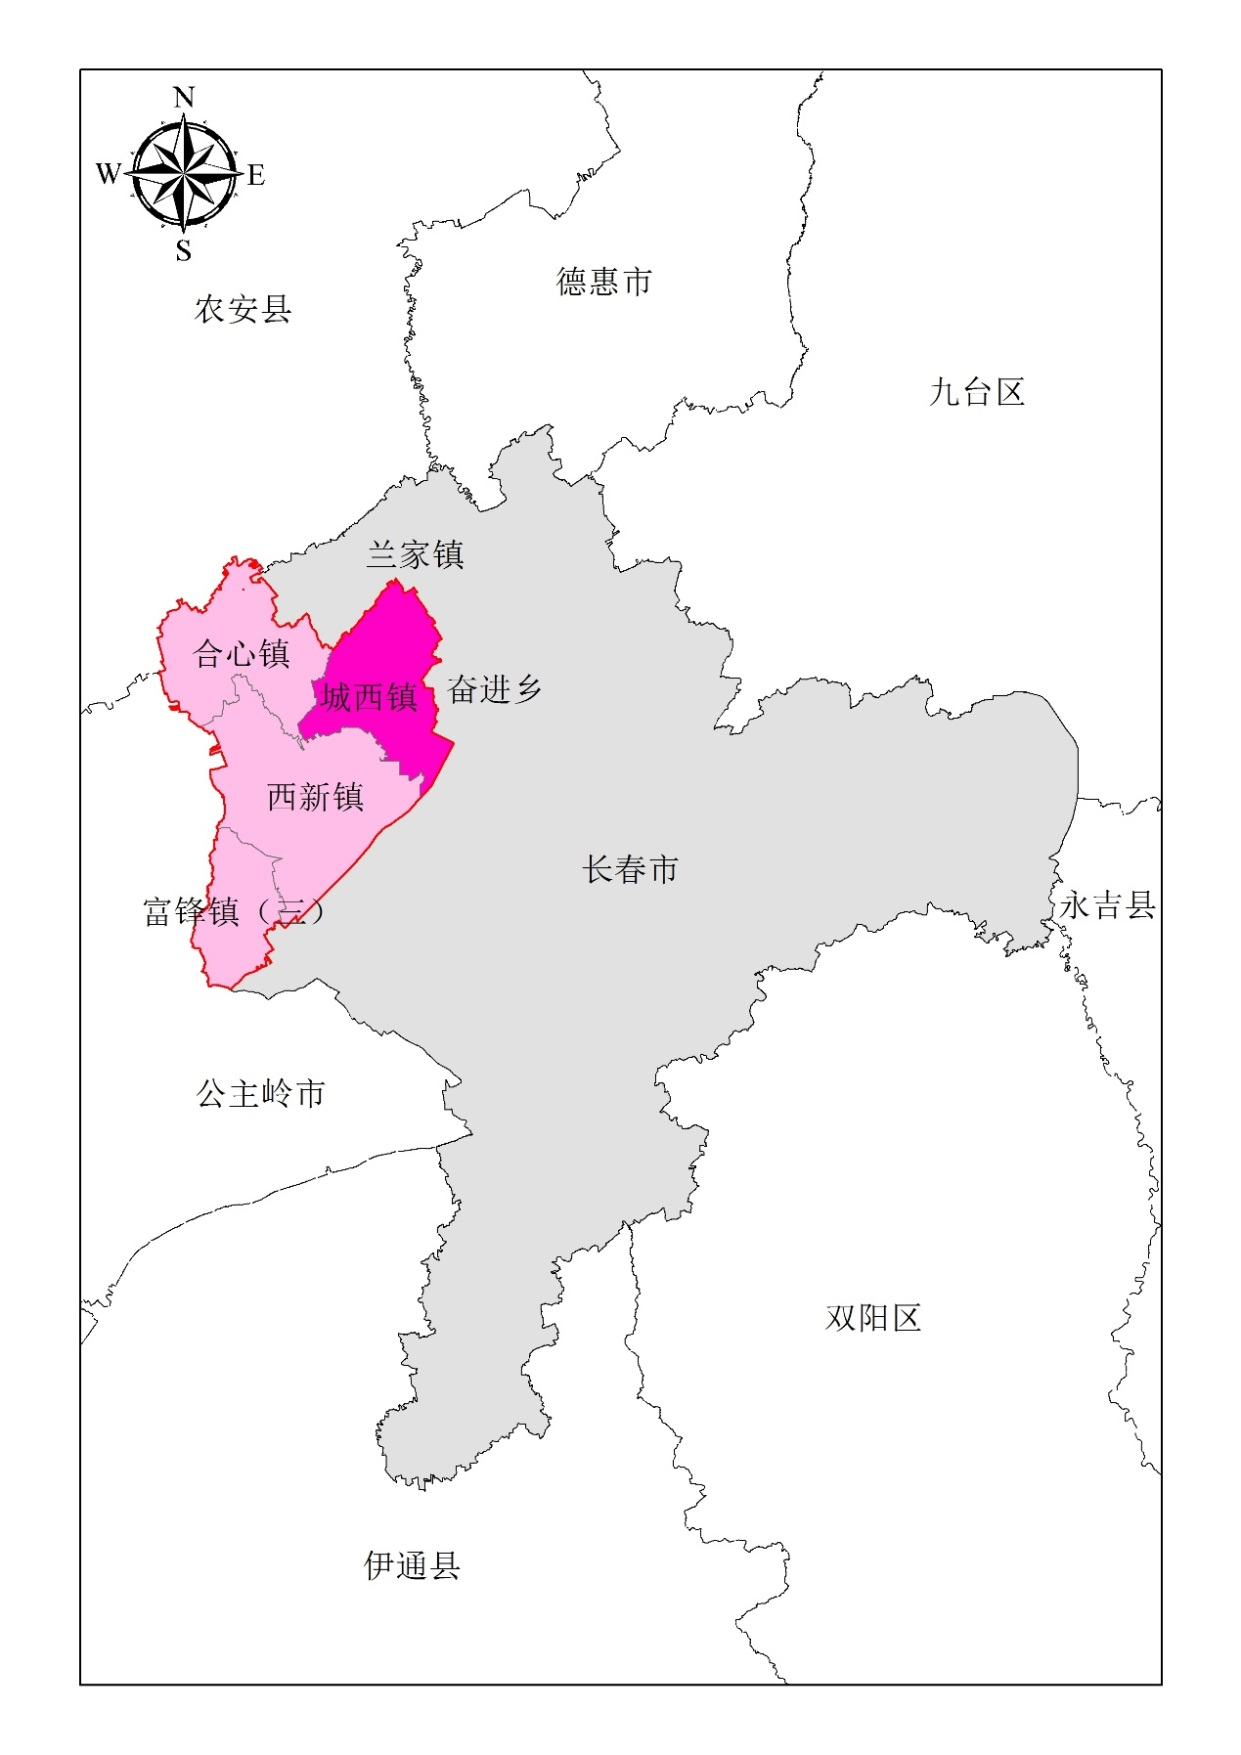 N
W
E
S
德惠市
农安县
九台区
兰家镇
合心镇
城西镇
奋进乡
西新镇
长春市
富锋镇（三）
永吉县
公主岭市
双阳区
伊通县